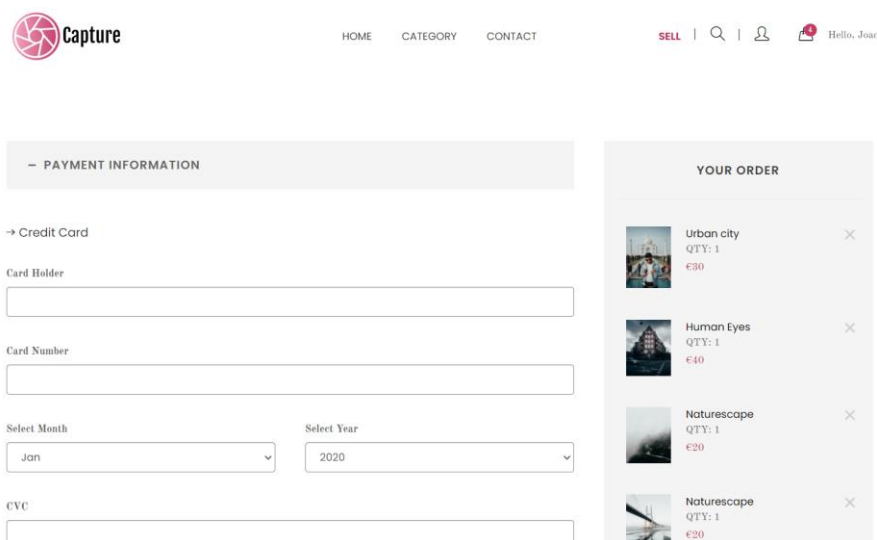 Capture
HOME CATEGORY CONTACT
SELL | | 4 Hello, Joac
– PAYMENT INFORMATION
→ Credit Card
Card Holder
Card Number
Select Month Select Year
Jan 2020
CVC
YOUR ORDER
Urban city
QTY: 1
€30
Human Eyes
QTY: 1
€40
Naturescape
QTY: 1
€20
Naturescape
QTY: 1
€20